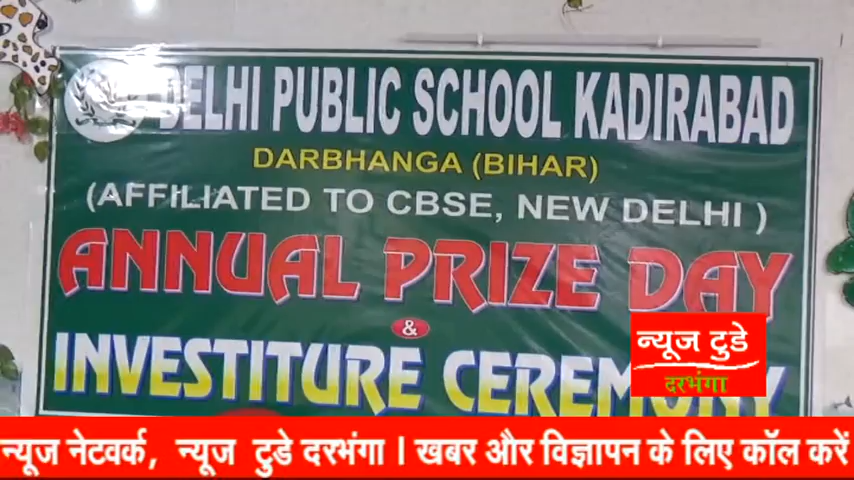 DELHI PUBLIC SCHOOL KADIRABAD
DARBHANGA (BIHAR)
(AFFILIATED TO CBSE, NEW DELHI)
ANNUAL PRIZE DAY
&
INVESTITURE CEREMONY
न्यूज टुडे
दरभंगा
न्यूज नेटवर्क, न्यूज टुडे दरभंगा । खबर और विज्ञापन के लिए कॉल करें